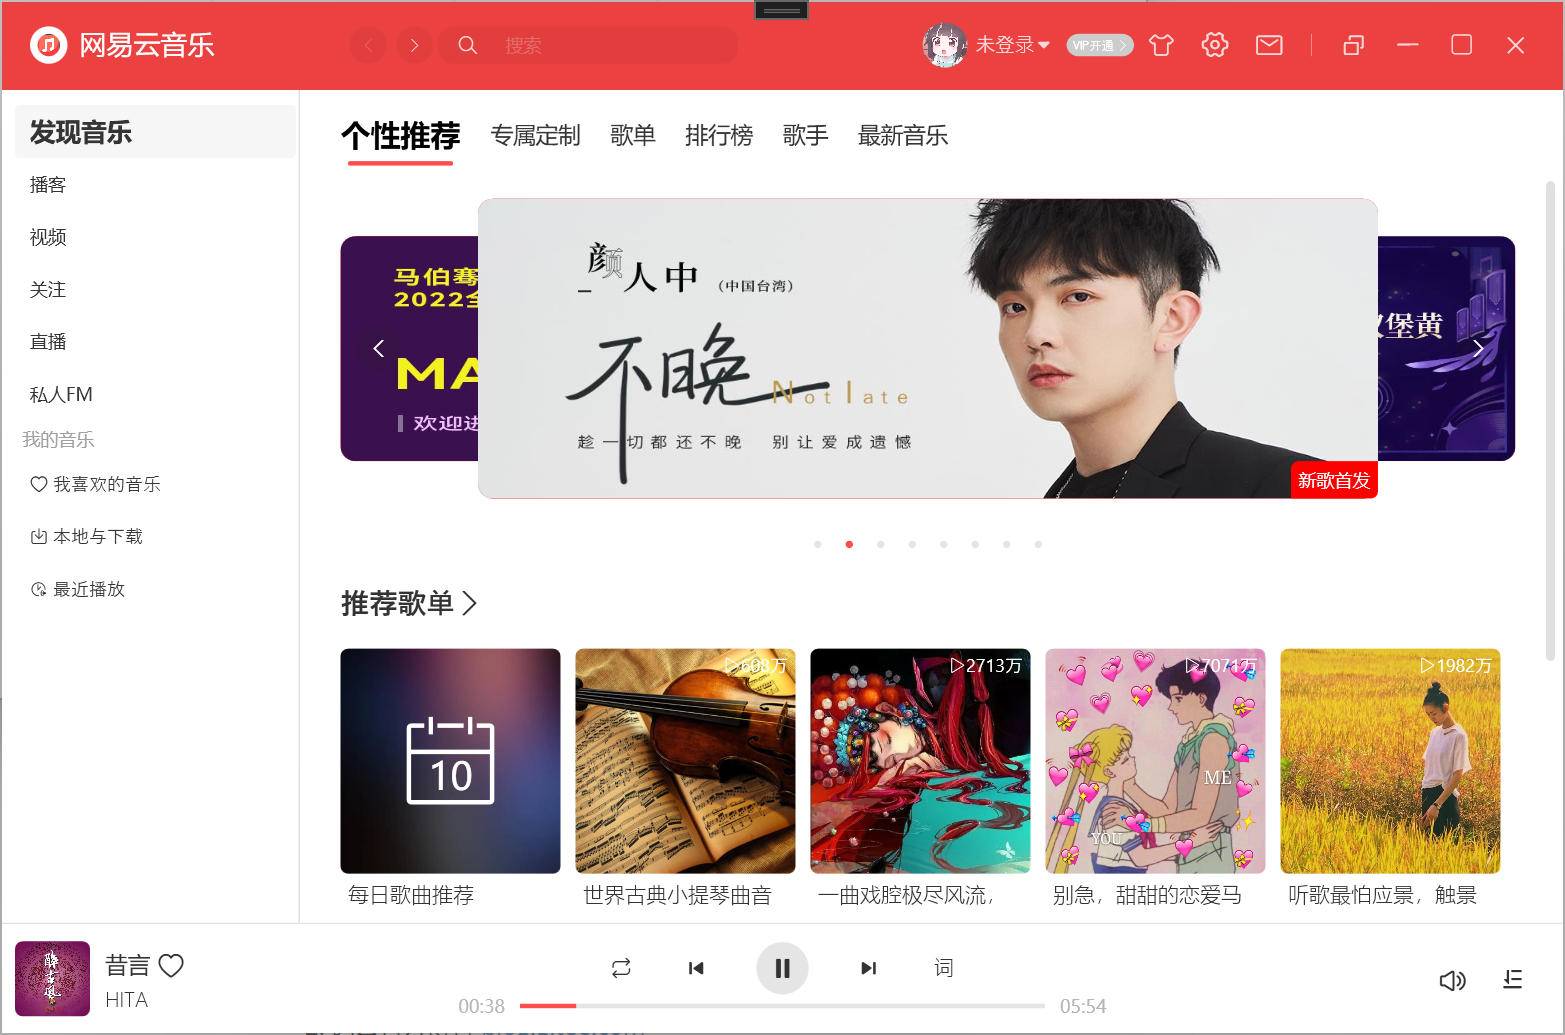 网易云音乐
搜索
未登录
VIP开通
发现音乐
播客
视频
关注
直播
私人FM
我的音乐
我喜欢的音乐
本地与下载
最近播放
个性推荐 专属定制 歌单 排行榜 歌手 最新音乐
马伯骞
2022全
MA
欢迎进
颜人中 (中国台湾)
不晚
Not late
趁一切都还不晚 别让爱成遗憾
新歌首发
堡黄
推荐歌单
10
608万
2713万
7071万
ME
YOU
1982万
每日歌曲推荐
世界古典小提琴曲音
一曲戏腔极尽风流，
别急，甜甜的恋爱马
听歌最怕应景，触景
醉古风
昔言
HITA
词
00:38
05:54